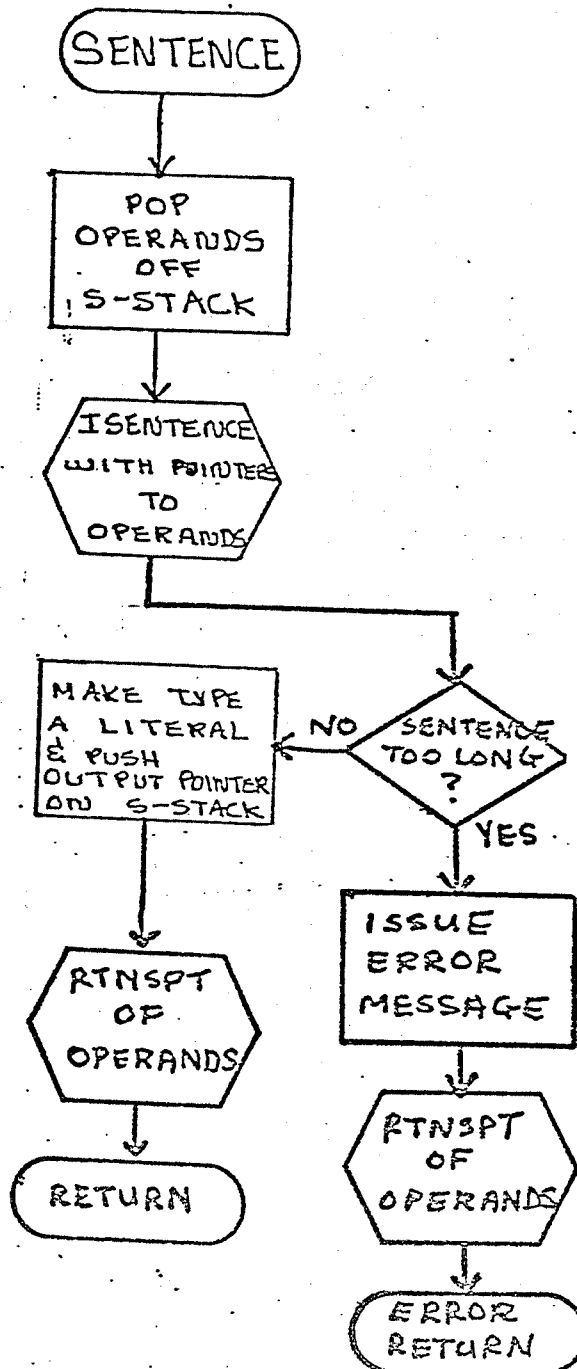 SENTENCE
POP
OPERANDS
OFF
S-STACK
ISENTENCE
WITH POINTERS
TO
OPERANDS
SENTENCE
TOO LONG
?
NO
YES
MAKE TYPE
A LITERAL
& PUSH
OUTPUT POINTER
ON S-STACK
RTNSPT
OF
OPERANDS
RETURN
ISSUE
ERROR
MESSAGE
RTNSPT
OF
OPERANDS
ERROR
RETURN